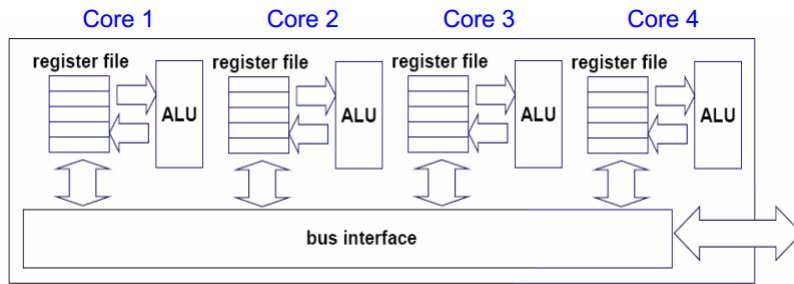 Core 1 Core 2 Core 3 Core 4
register file register file register file register file
ALU ALU ALU ALU
bus interface